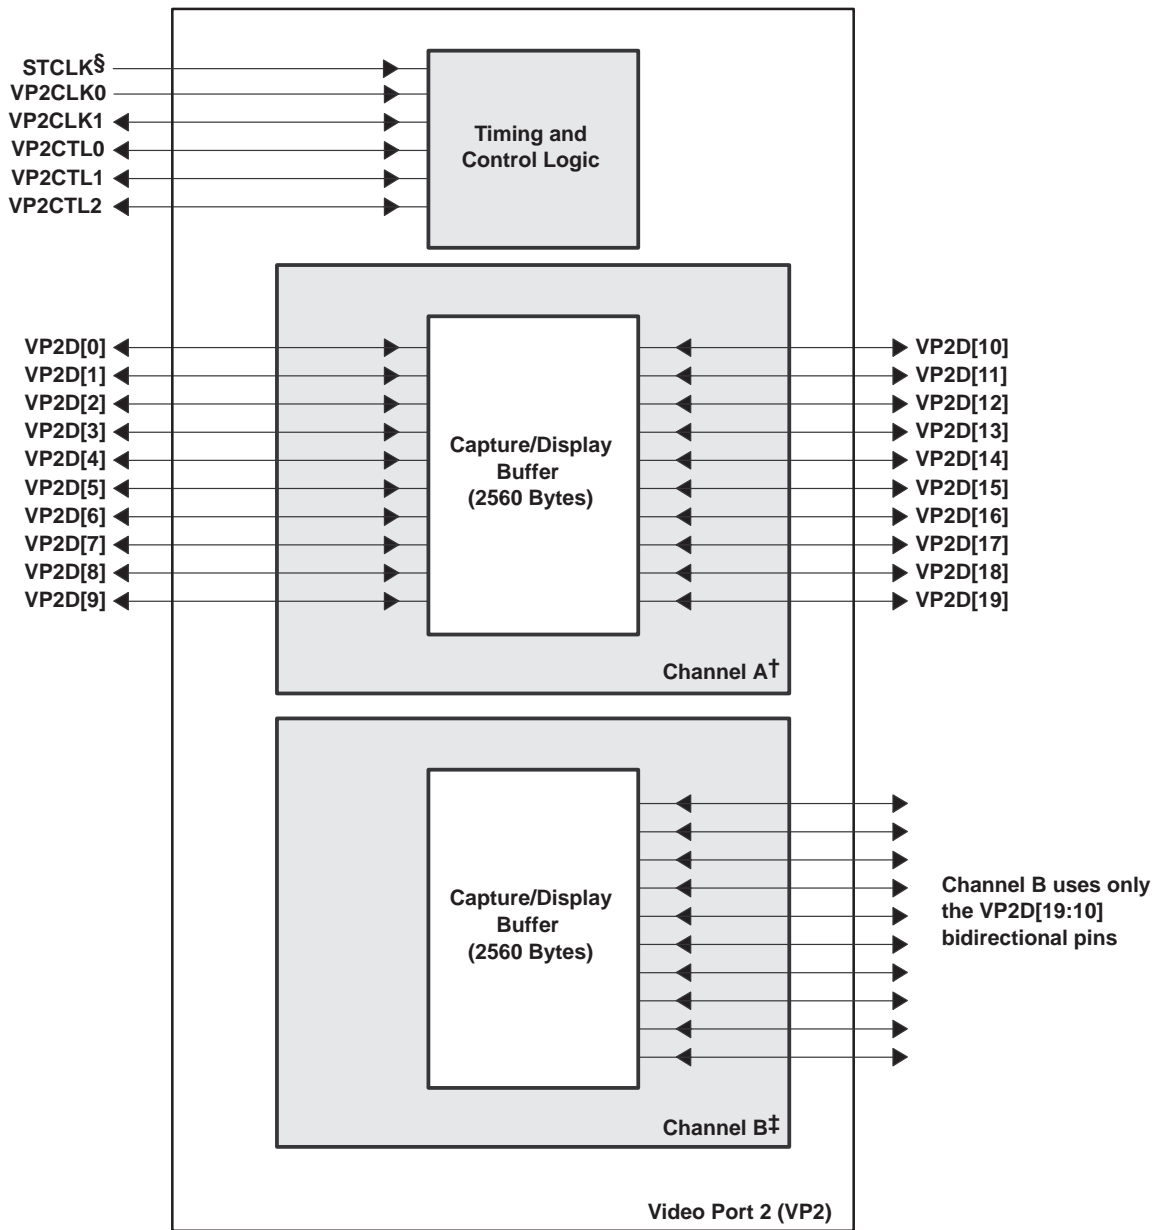 STCLK§
VP2CLK0
VP2CLK1
VP2CTL0
VP2CTL1
VP2CTL2
Timing and
Control Logic
VP2D[0]
VP2D[1]
VP2D[2]
VP2D[3]
VP2D[4]
VP2D[5]
VP2D[6]
VP2D[7]
VP2D[8]
VP2D[9]
Capture/Display
Buffer
(2560 Bytes)
VP2D[10]
VP2D[11]
VP2D[12]
VP2D[13]
VP2D[14]
VP2D[15]
VP2D[16]
VP2D[17]
VP2D[18]
VP2D[19]
Channel A†
Capture/Display
Buffer
(2560 Bytes)
Channel B uses only
the VP2D[19:10]
bidirectional pins
Channel B‡
Video Port 2 (VP2)